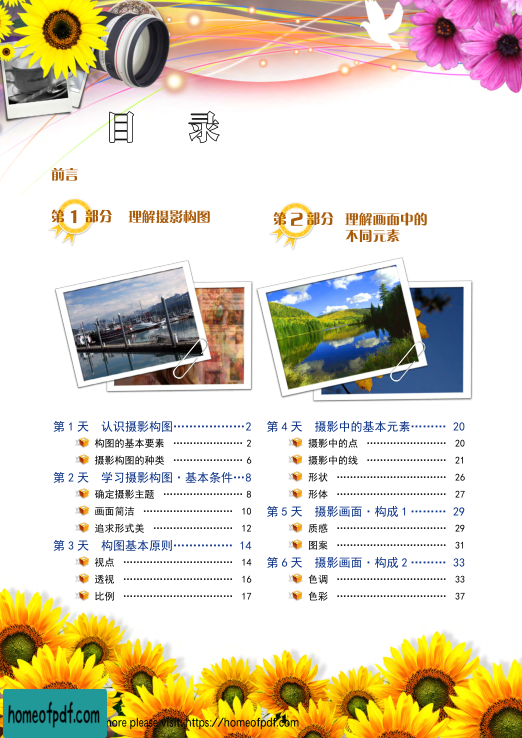 目 录
前言
第1部分 理解摄影构图
第2部分 理解画面中的
不同元素
第1天 认识摄影构图………………2
构图的基本要素 ………………… 2
摄影构图的种类 ………………… 6
第2天 学习摄影构图·基本条件…8
确定摄影主题 …………………… 8
画面简洁 ………………………… 10
追求形式美 ……………………… 12
第3天 构图基本原则…………… 14
视点 ……………………………… 14
透视 ……………………………… 16
比例 ……………………………… 17
第4天 摄影中的基本元素……… 20
摄影中的点 ……………………… 20
摄影中的线 ……………………… 21
形状 ……………………………… 26
形体 ……………………………… 27
第5天 摄影画面·构成1 ……… 29
质感 ……………………………… 29
图案 ……………………………… 31
第6天 摄影画面·构成2 ……… 33
色调 ……………………………… 33
色彩 ……………………………… 37
homeofpdf.com
more please visit: https://homeofpdf.com